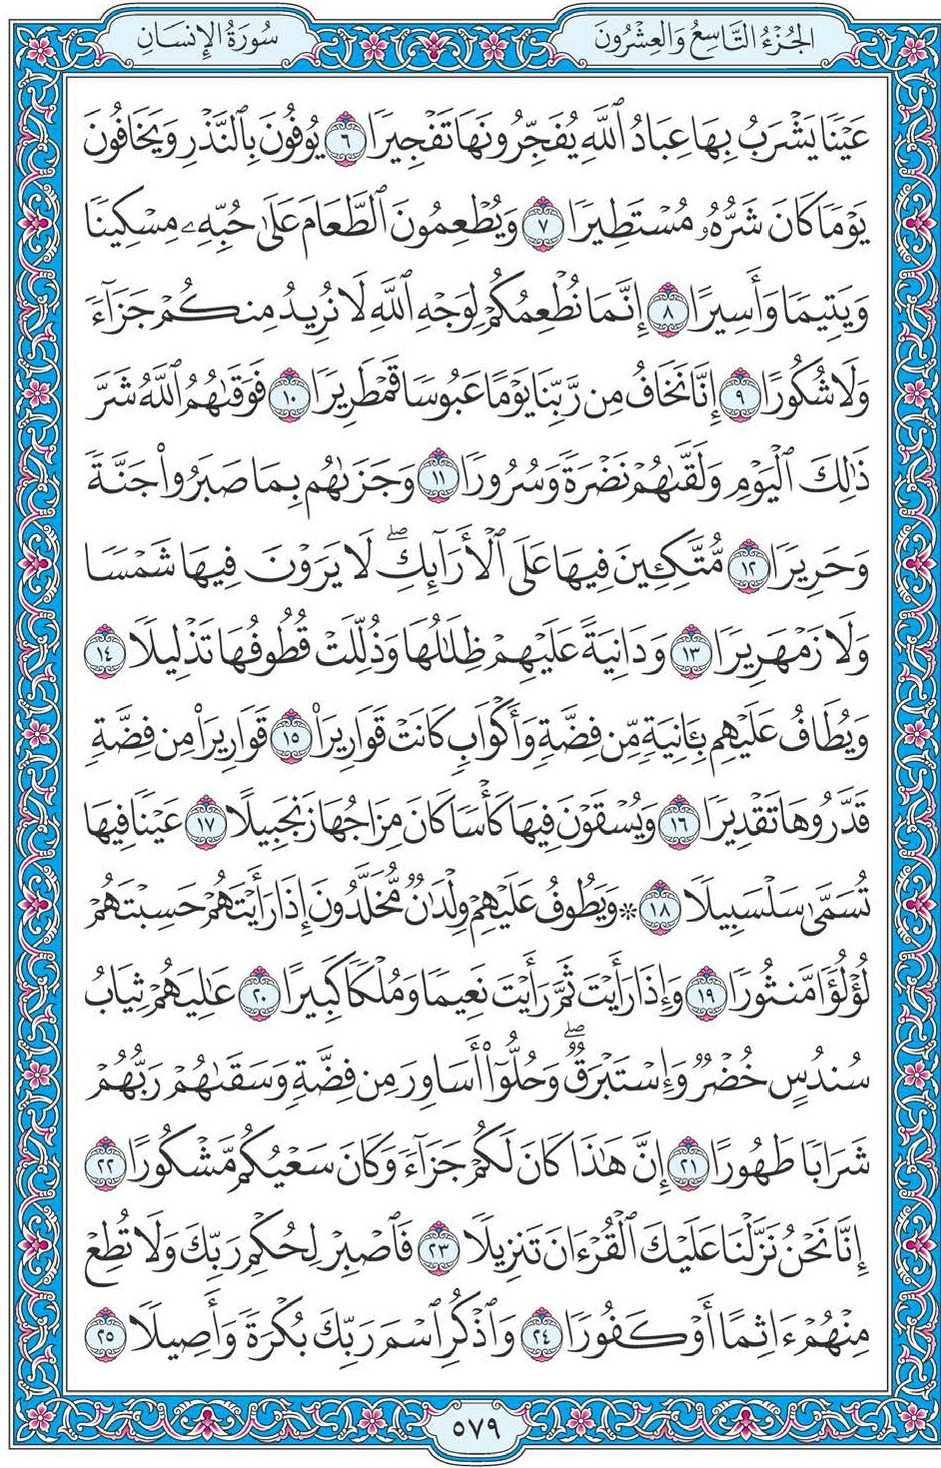 الجُزْءُ التَّاسِعُ وَالعِشْرُونَ
سُورَةُ الإِنسَانِ
عَيْنٗا يَشْرَبُ بِهَا عِبَادُ ٱللَّهِ يُفَجِّرُونَهَا تَفْجِيرٗا ٦ يُوفُونَ بِٱلنَّذْرِ وَيَخَافُونَ
يَوْمٗا كَانَ شَرُّهُۥ مُسْتَطِيرٗا ٧ وَيُطْعِمُونَ ٱلطَّعَامَ عَلَىٰ حُبِّهِۦ مِسْكِينٗا
وَيَتِيمٗا وَأَسِيرًا ٨ إِنَّمَا نُطْعِمُكُمْ لِوَجْهِ ٱللَّهِ لَا نُرِيدُ مِنكُمْ جَزَآءٗ
وَلَا شُكُورًا ٩ إِنَّا نَخَافُ مِن رَّبِّنَا يَوْمًا عَبُوسٗا قَمْطَرِيرٗا ١٠ فَوَقَىٰهُمُ ٱللَّهُ شَرَّ
ذَٰلِكَ ٱلْيَوْمِ وَلَقَّىٰهُمْ نَضْرَةٗ وَسُرُورٗا ١١ وَجَزَىٰهُم بِمَا صَبَرُواْ جَنَّةٗ
وَحَرِيرٗا ١٢ مُّتَّكِـِٔينَ فِيهَا عَلَى ٱلْأَرَآئِكِۖ لَا يَرَوْنَ فِيهَا شَمْسٗا
وَلَا زَمْهَرِيرٗا ١٣ وَدَانِيَةً عَلَيْهِمْ ظِلَٰلُهَا وَذُلِّلَتْ قُطُوفُهَا تَذْلِيلٗا ١٤
وَيُطَافُ عَلَيْهِم بِـَٔانِيَةٖ مِّن فِضَّةٖ وَأَكْوَابٖ كَانَتْ قَوَارِيرَا۠ ١٥ قَوَارِيرَاْ مِن فِضَّةٖ
قَدَّرُوهَا تَقْدِيرٗا ١٦ وَيُسْقَوْنَ فِيهَا كَأْسٗا كَانَ مِزَاجُهَا زَنجَبِيلًا ١٧ عَيْنٗا فِيهَا
تُسَمَّىٰ سَلْسَبِيلٗا ١٨ ۞ وَيَطُوفُ عَلَيْهِمْ وِلْدَٰنٞ مُّخَلَّدُونَ إِذَا رَأَيْتَهُمْ حَسِبْتَهُمْ
لُؤْلُؤٗا مَّنثُورٗا ١٩ وَإِذَا رَأَيْتَ ثَمَّ رَأَيْتَ نَعِيمٗا وَمُلْكٗا كَبِيرًا ٢٠ عَٰلِيَهُمْ ثِيَابُ
سُندُسٍ خُضْرٞ وَإِسْتَبْرَقٞۖ وَحُلُّوٓاْ أَسَاوِرَ مِن فِضَّةٖ وَسَقَىٰهُمْ رَبُّهُمْ
شَرَابٗا طَهُورًا ٢١ إِنَّ هَٰذَا كَانَ لَكُمْ جَزَآءٗ وَكَانَ سَعْيُكُم مَّشْكُورًا ٢٢
إِنَّا نَحْنُ نَزَّلْنَا عَلَيْكَ ٱلْقُرْءَانَ تَنزِيلٗا ٢٣ فَٱصْبِرْ لِحُكْمِ رَبِّكَ وَلَا تُطِعْ
مِنْهُمْ ءَاثِمًا أَوْ كَفُورٗا ٢٤ وَٱذْكُرِ ٱسْمَ رَبِّكَ بُكْرَةٗ وَأَصِيلٗا ٢٥
٥٧٩